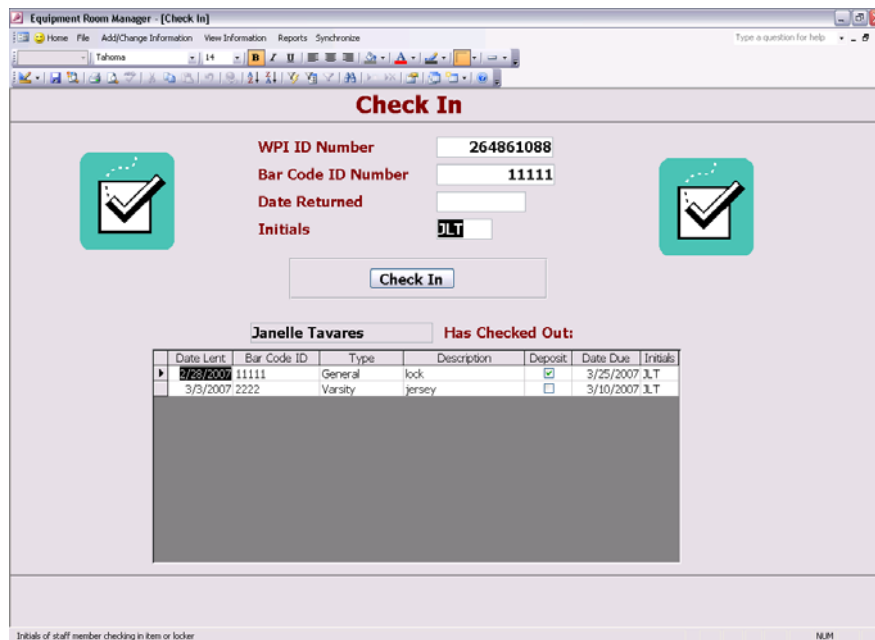 Equipment Room Manager - [Check In]
Home File Add/Change Information View Information Reports Synchronize Type a question for help
Tahoma 14 B I U
Check In
WPI ID Number 264861088
Bar Code ID Number 11111
Date Returned
Initials JLT
Check In
Janelle Tavares Has Checked Out:
Date Lent Bar Code ID Type Description Deposit Date Due Initials
2/28/2007 11111 General lock 3/25/2007 JLT
3/3/2007 2222 Varsity jersey 3/10/2007 JLT
Initials of staff member checking in item or locker NUM